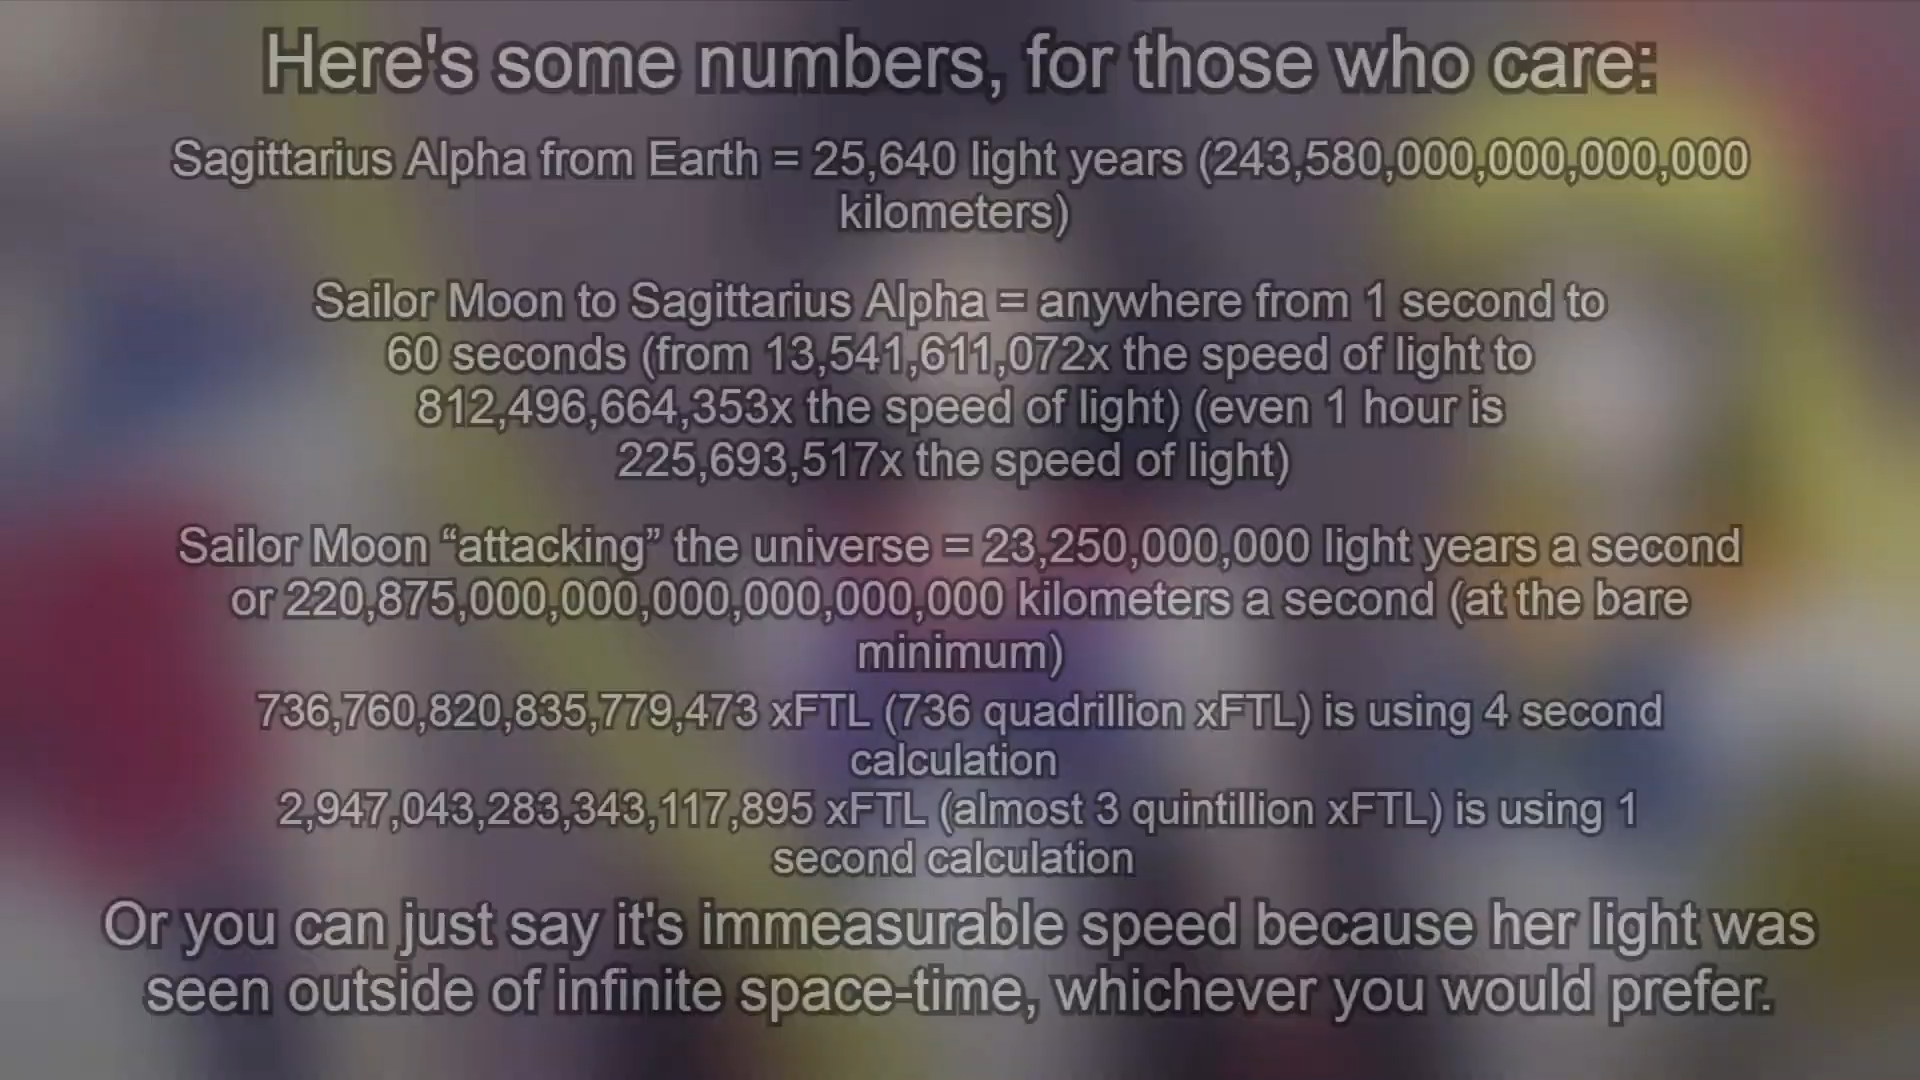 Here's some numbers, for those who care:
Sagittarius Alpha from Earth = 25,640 light years (243,580,000,000,000,000
kilometers)
Sailor Moon to Sagittarius Alpha = anywhere from 1 second to
60 seconds (from 13,541,611,072x the speed of light to
812,496,664,353x the speed of light) (even 1 hour is
225,693,517x the speed of light)
Sailor Moon “attacking” the universe = 23,250,000,000 light years a second
or 220,875,000,000,000,000,000,000 kilometers a second (at the bare
minimum)
736,760,820,835,779,473 xFTL (736 quadrillion xFTL) is using 4 second
calculation
2,947,043,283,343,117,895 xFTL (almost 3 quintillion xFTL) is using 1
second calculation
Or you can just say it's immeasurable speed because her light was
seen outside of infinite space-time, whichever you would prefer.